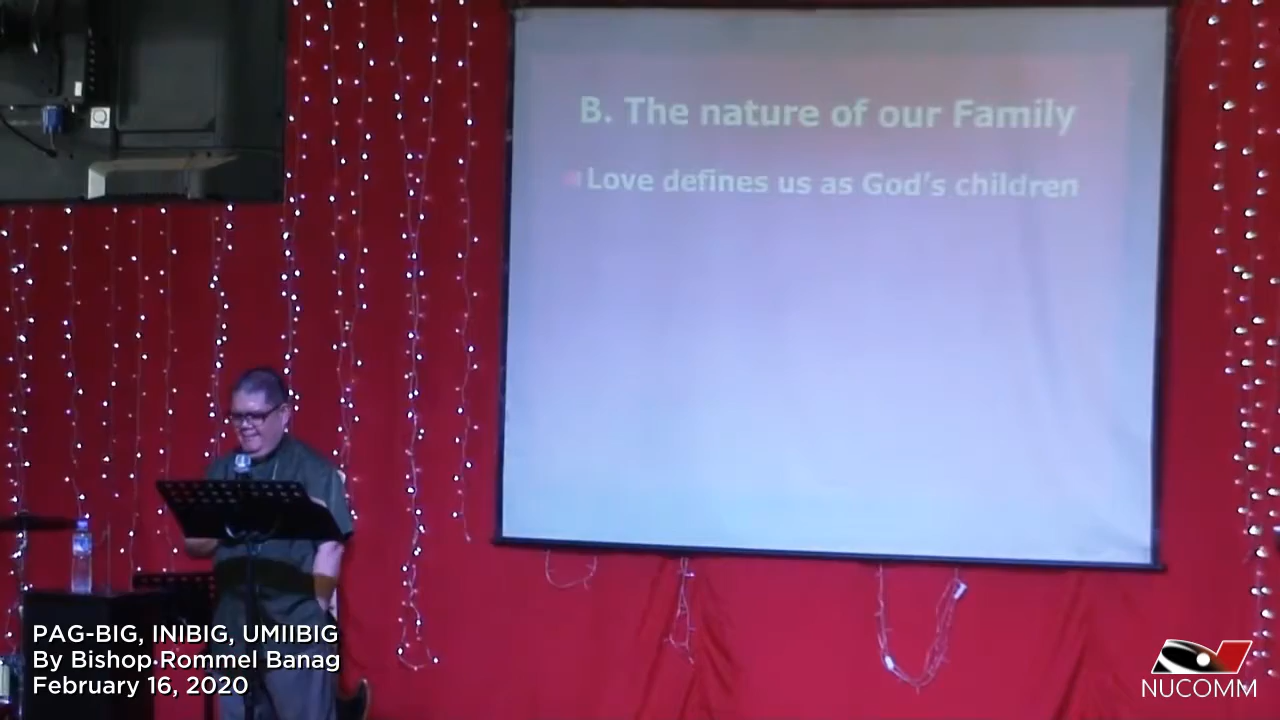 B. The nature of our Family
Love defines us as God's children
PAG-BIG, INIBIG, UMIIBIG
By Bishop Rommel Banag
February 16, 2020
NUCOMM